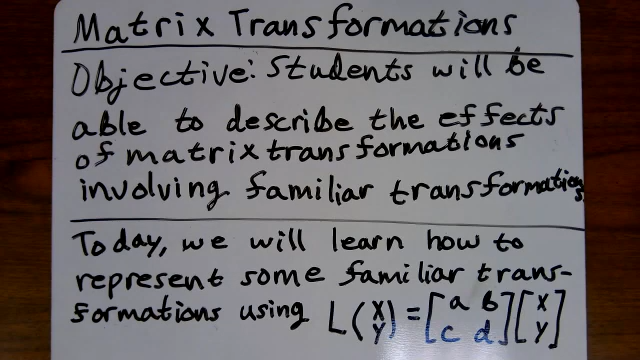 Matrix Transformations
Objective: Students will be
able to describe the effects
of matrix transformations
involving familiar transformations.
Today, we will learn how to
represent some familiar trans-
formations using L(x y) = [a b c d][x y]